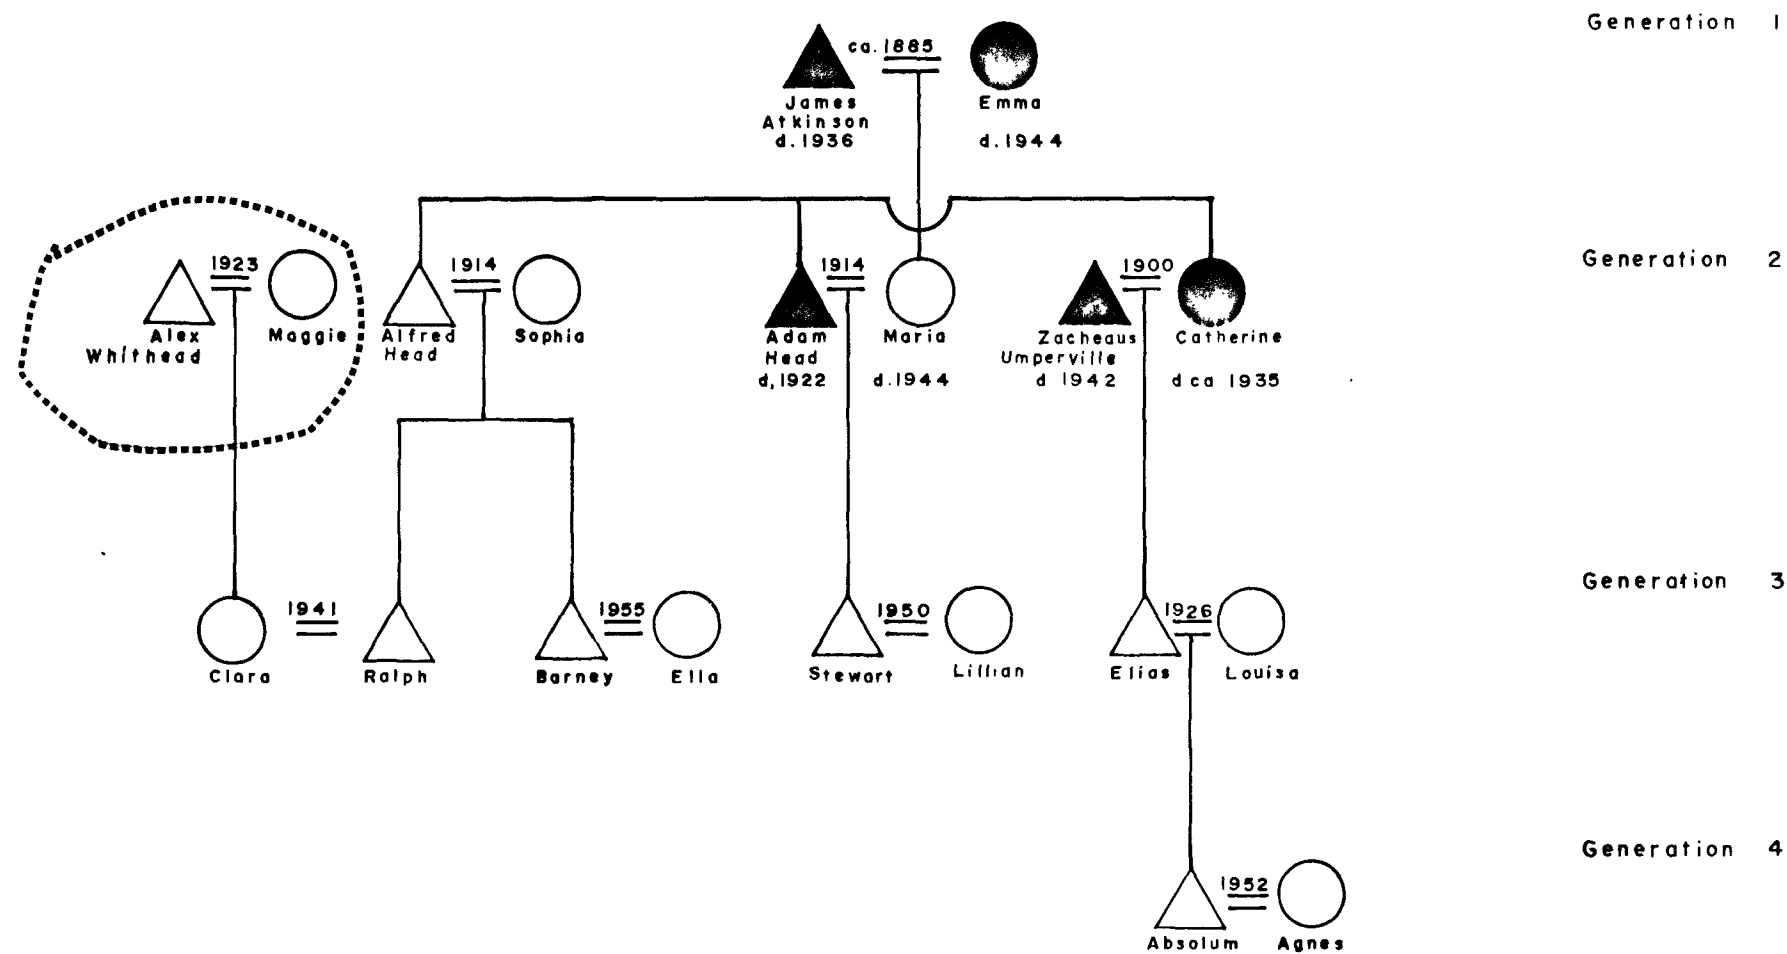 Generation 1
ca. 1885
James
Atkinson
d. 1936
Emma
d. 1944
Generation 2
1923
Alex
Whithead
Maggie
1914
Alfred
Head
Sophia
1914
Adam
Head
d, 1922
Maria
d. 1944
1900
Zacheaus
Umperville
d 1942
Catherine
d ca 1935
Generation 3
1941
Clara
Ralph
1955
Barney
Ella
1950
Stewart
Lillian
1926
Elias
Louisa
Generation 4
1952
Absolum
Agnes